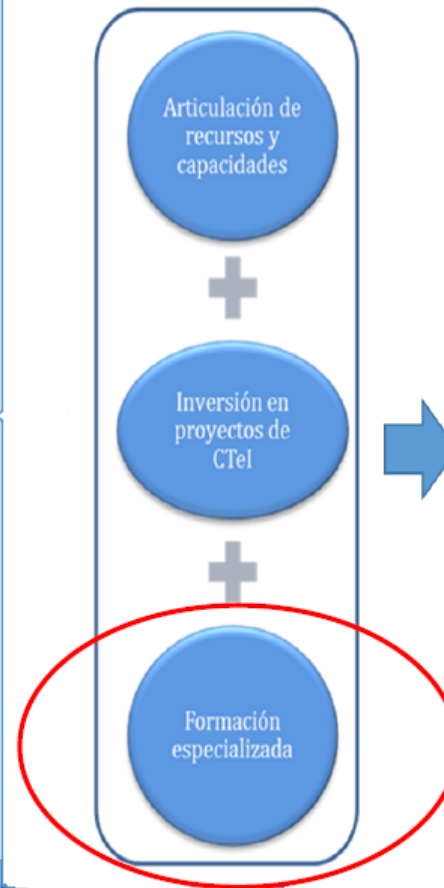 Articulación de
recursos y
capacidades
Inversión en
proyectos de
CTeI
Formación
especializada